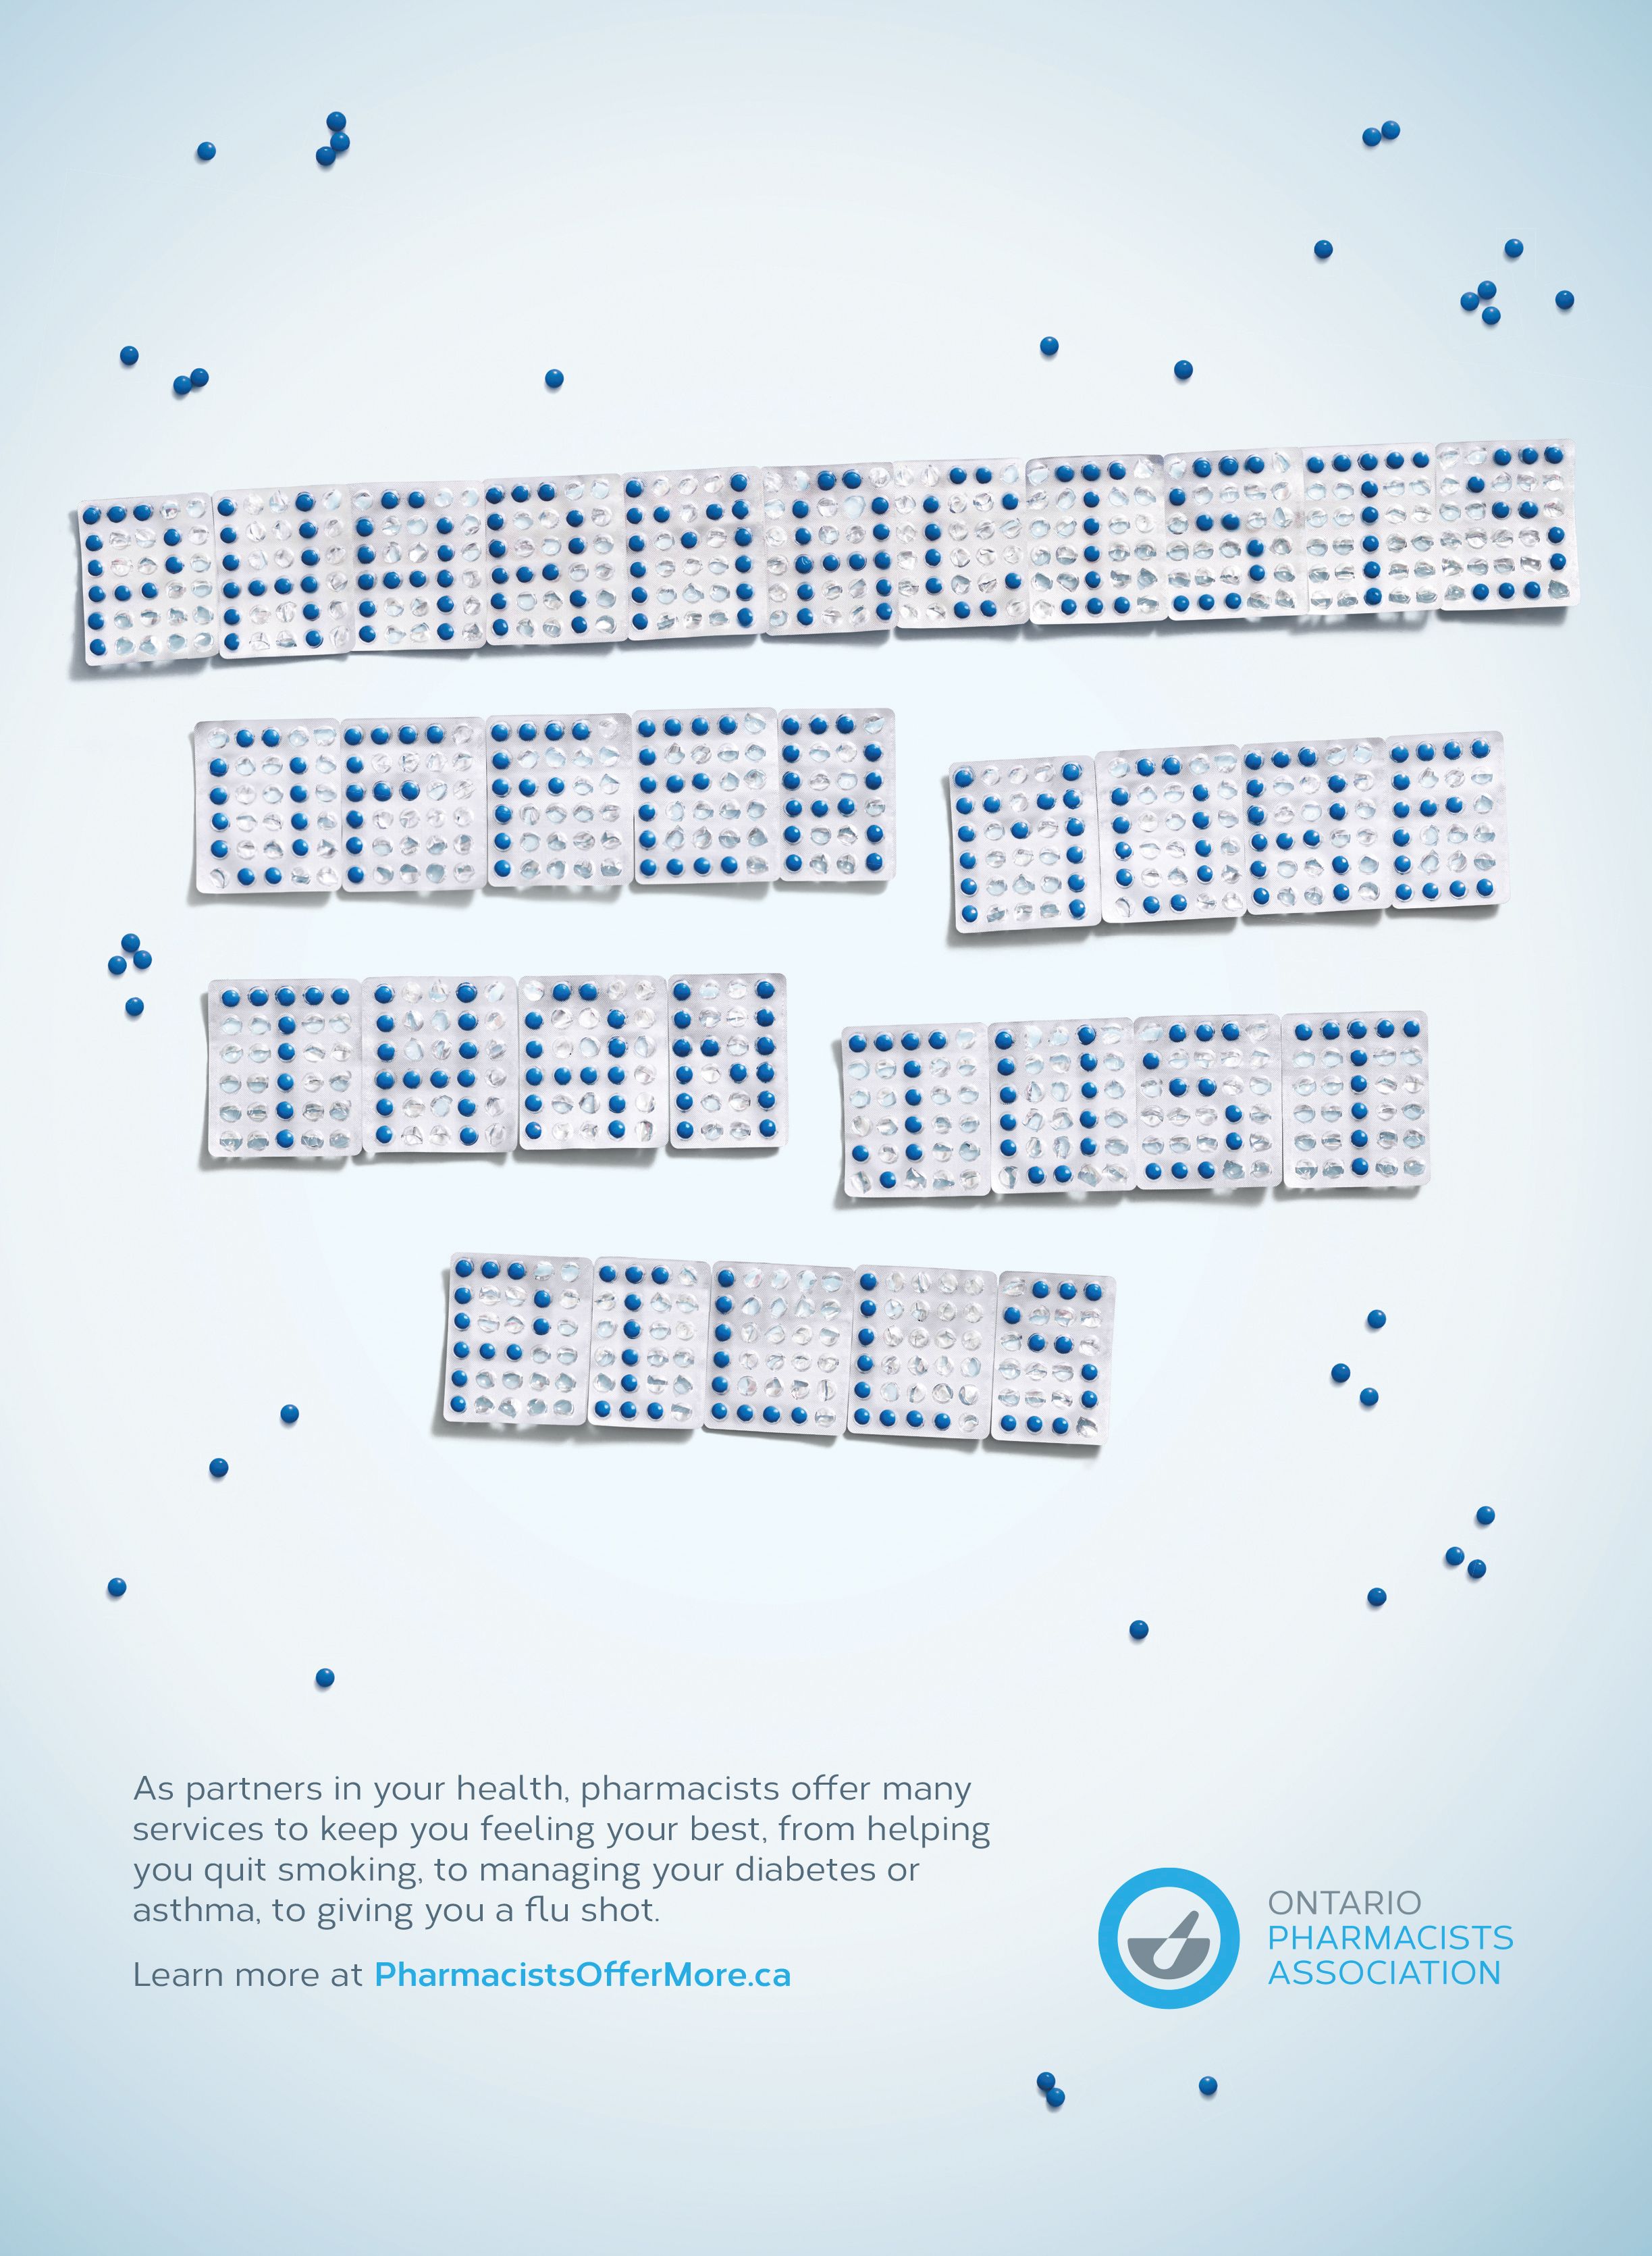 PHARMACISTS
OFFER MORE
THAN JUST
PILLS
As partners in your health, pharmacists offer many
services to keep you feeling your best, from helping
you quit smoking, to managing your diabetes or
asthma, to giving you a flu shot.
Learn more at PharmacistsOfferMore.ca
ONTARIO
PHARMACISTS
ASSOCIATION